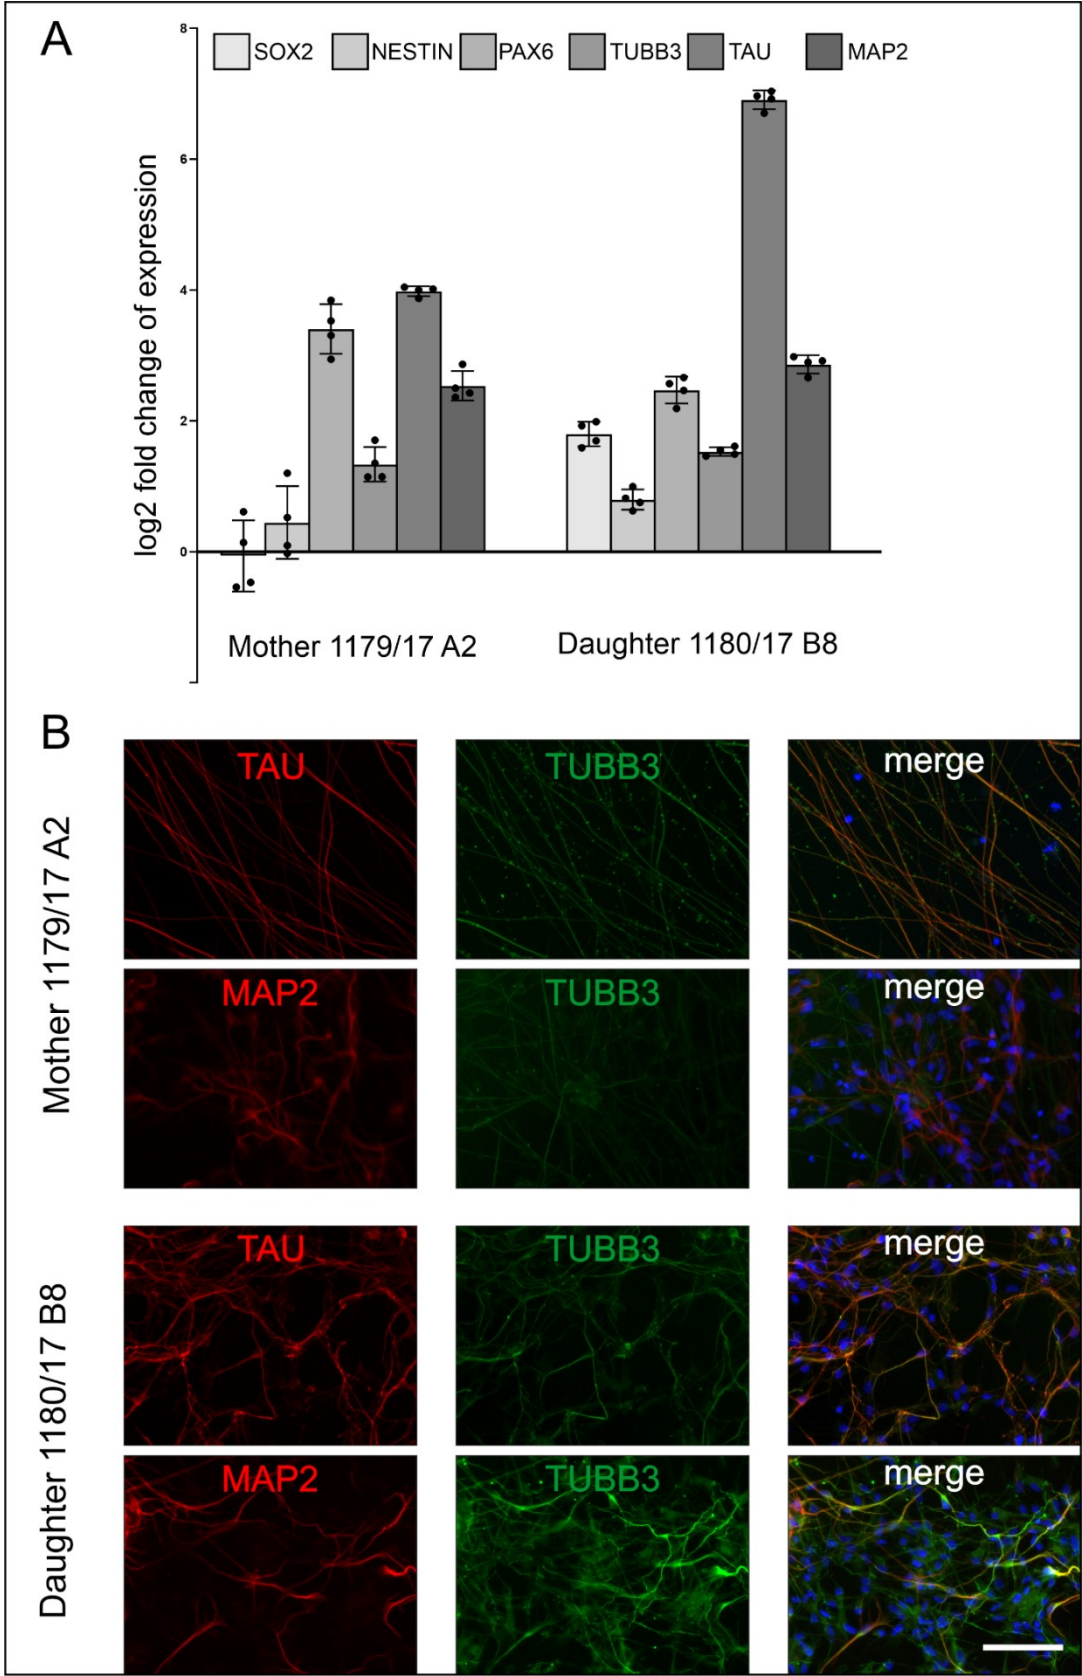 A
SOX2 NESTIN PAX6 TUBB3 TAU MAP2
log2 fold change of expression
8
6
4
2
0
Mother 1179/17 A2 Daughter 1180/17 B8
B
Mother 1179/17 A2
TAU TUBB3 merge
MAP2 TUBB3 merge
Daughter 1180/17 B8
TAU TUBB3 merge
MAP2 TUBB3 merge